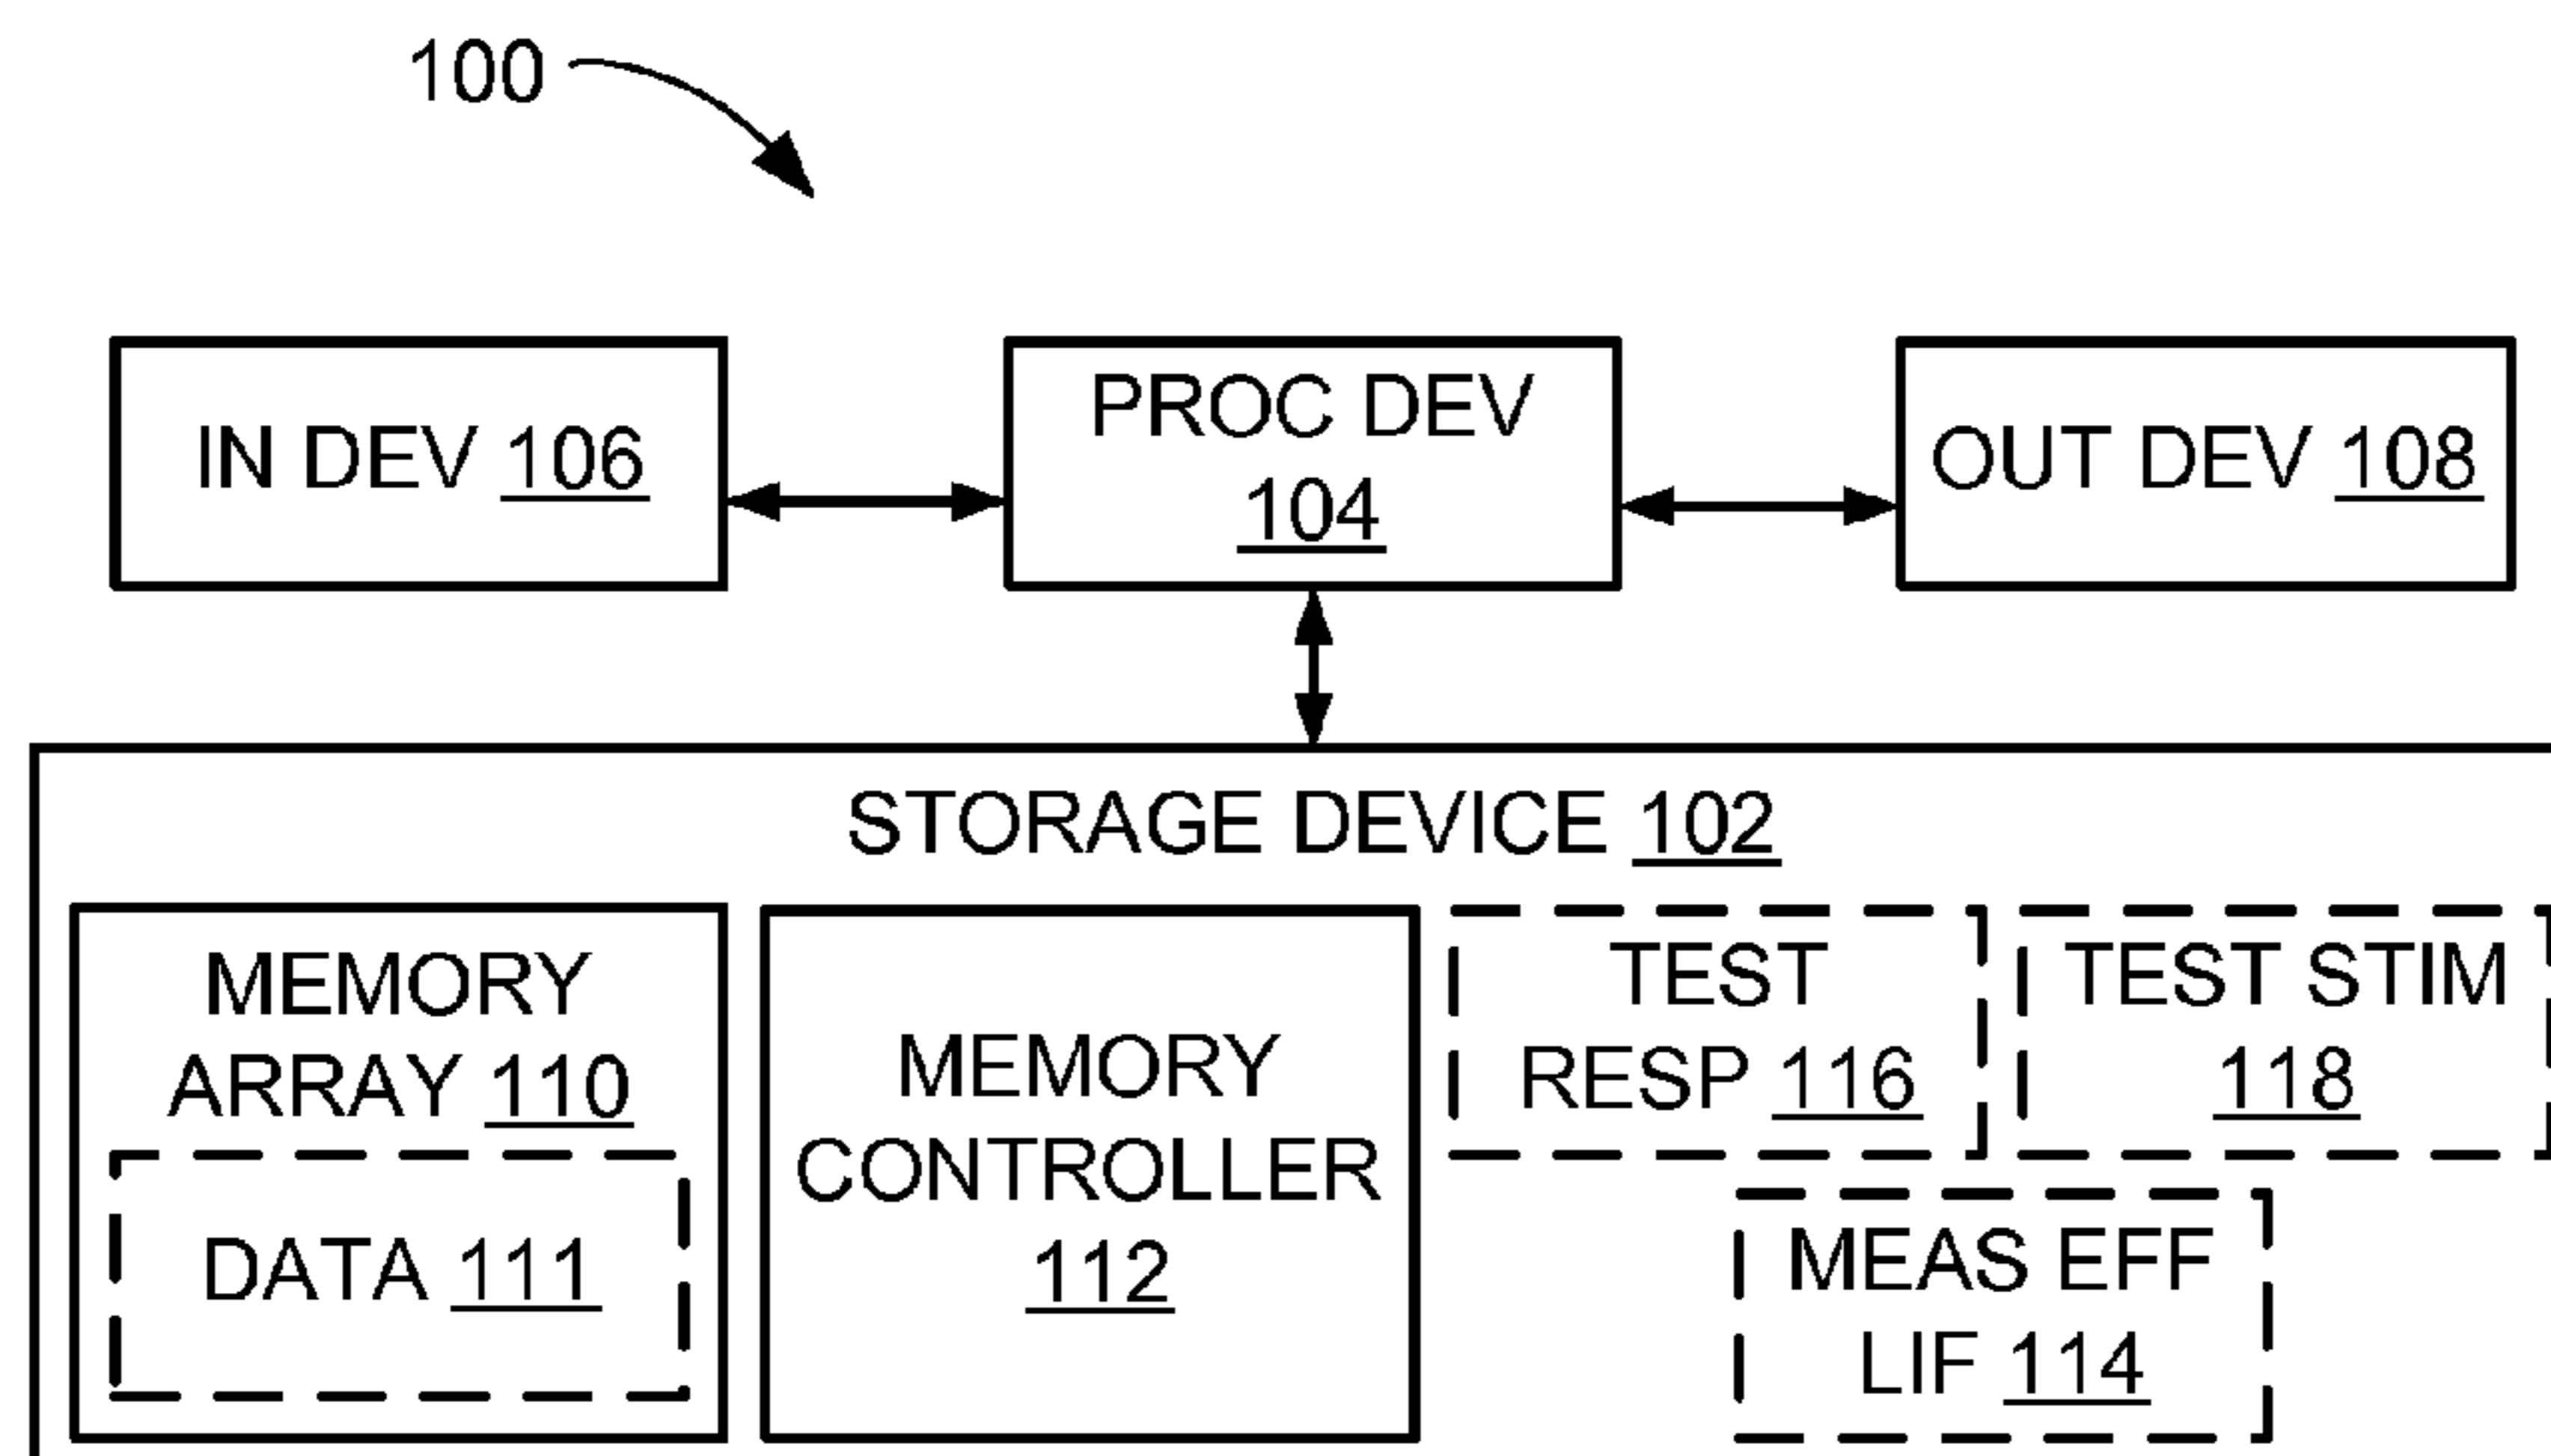 100
IN DEV 106
PROC DEV
104
OUT DEV 108
STORAGE DEVICE 102
MEMORY
ARRAY 110
DATA 111
MEMORY
CONTROLLER
112
TEST
RESP 116
TEST STIM
118
MEAS EFF
LIF 114